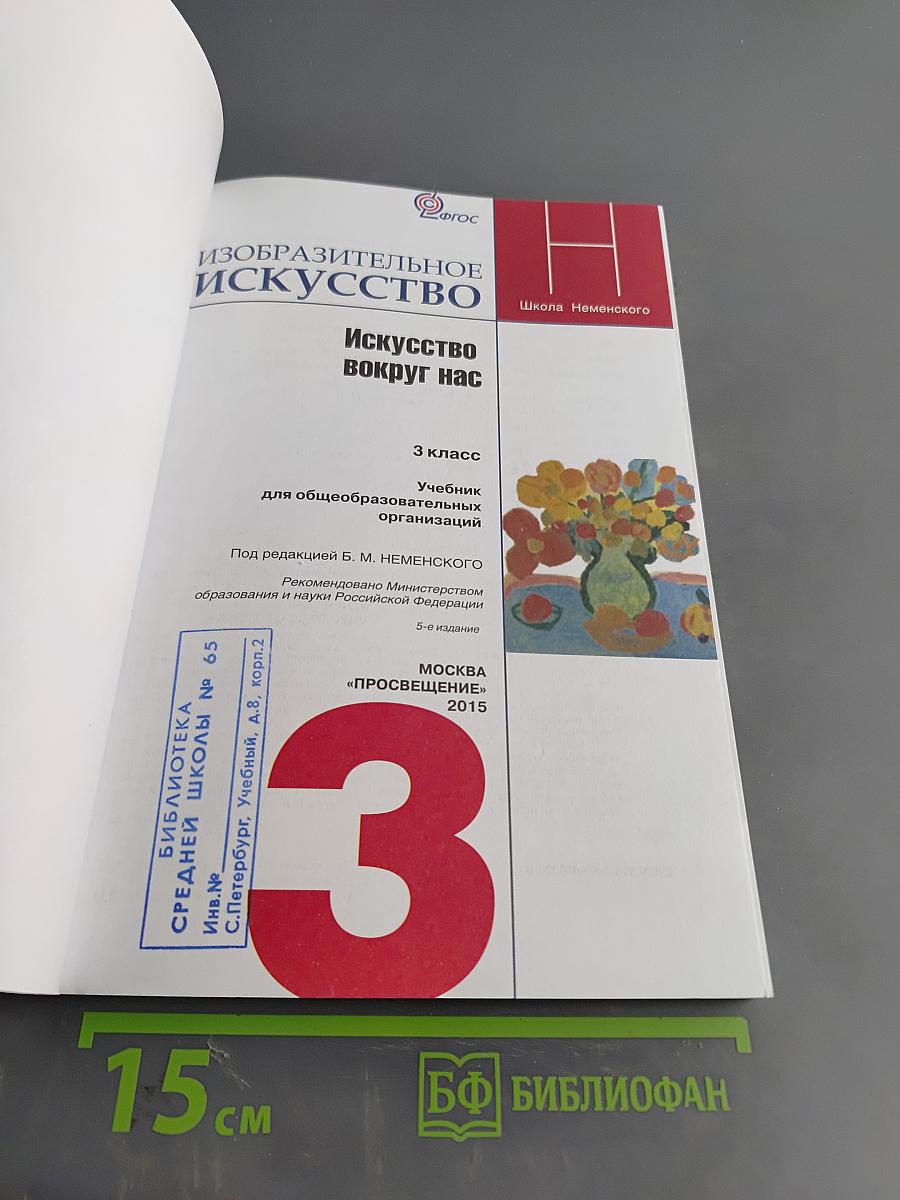 ФГОС
ИЗОБРАЗИТЕЛЬНОЕ
ИСКУССТВО
Школа Неменского
Искусство
вокруг нас
3 класс
Учебник
для общеобразовательных
организаций
Под редакцией Б. М. НЕМЕНСКОГО
Рекомендовано Министерством
образования и науки Российской Федерации
5-е издание
МОСКВА
«ПРОСВЕЩЕНИЕ»
2015
3
БИБЛИОТЕКА
СРЕДНЕЙ ШКОЛЫ № 65
Инв.№
С.Петербург, Учебный, д.8, корп.2
15 см
БФ БИБЛИОФАН